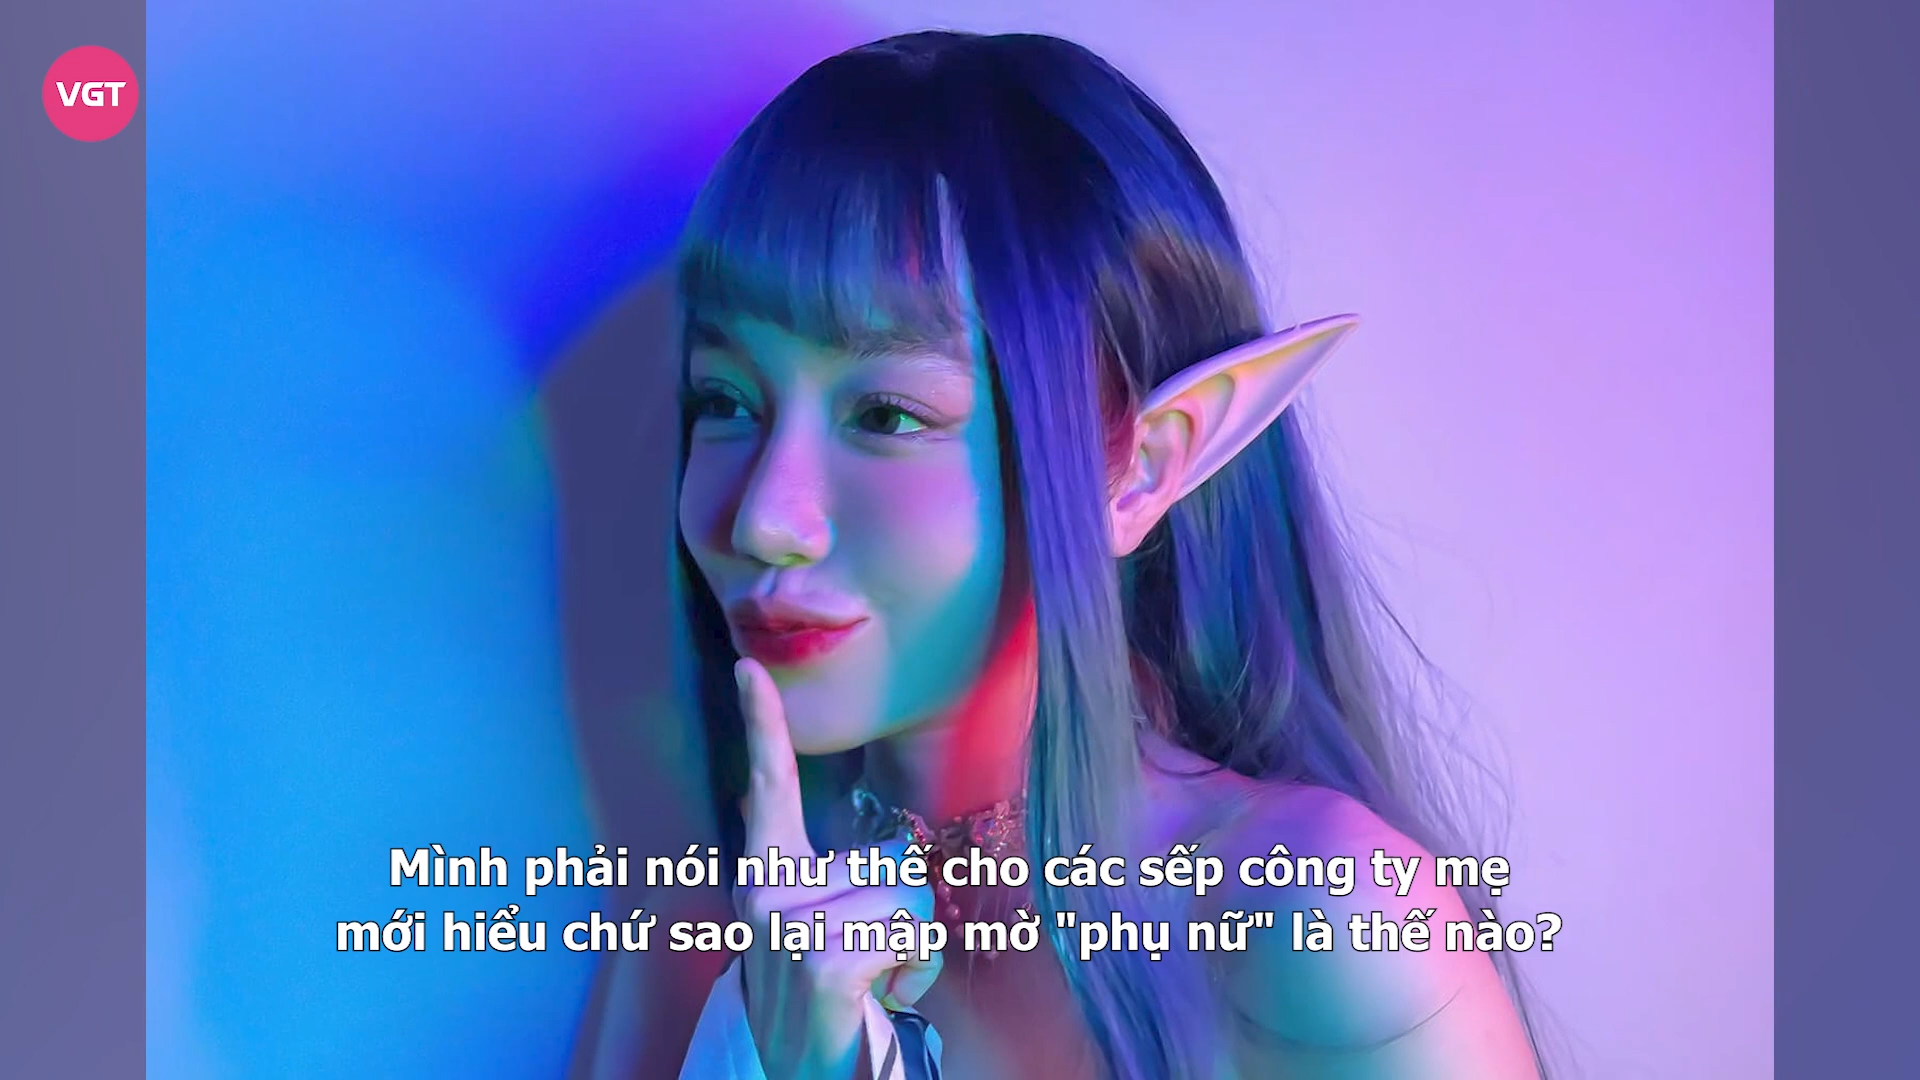 VGT
Mình phải nói như thế cho các sếp công ty mẹ
mới hiểu chứ sao lại mập mờ "phụ nữ" là thế nào?